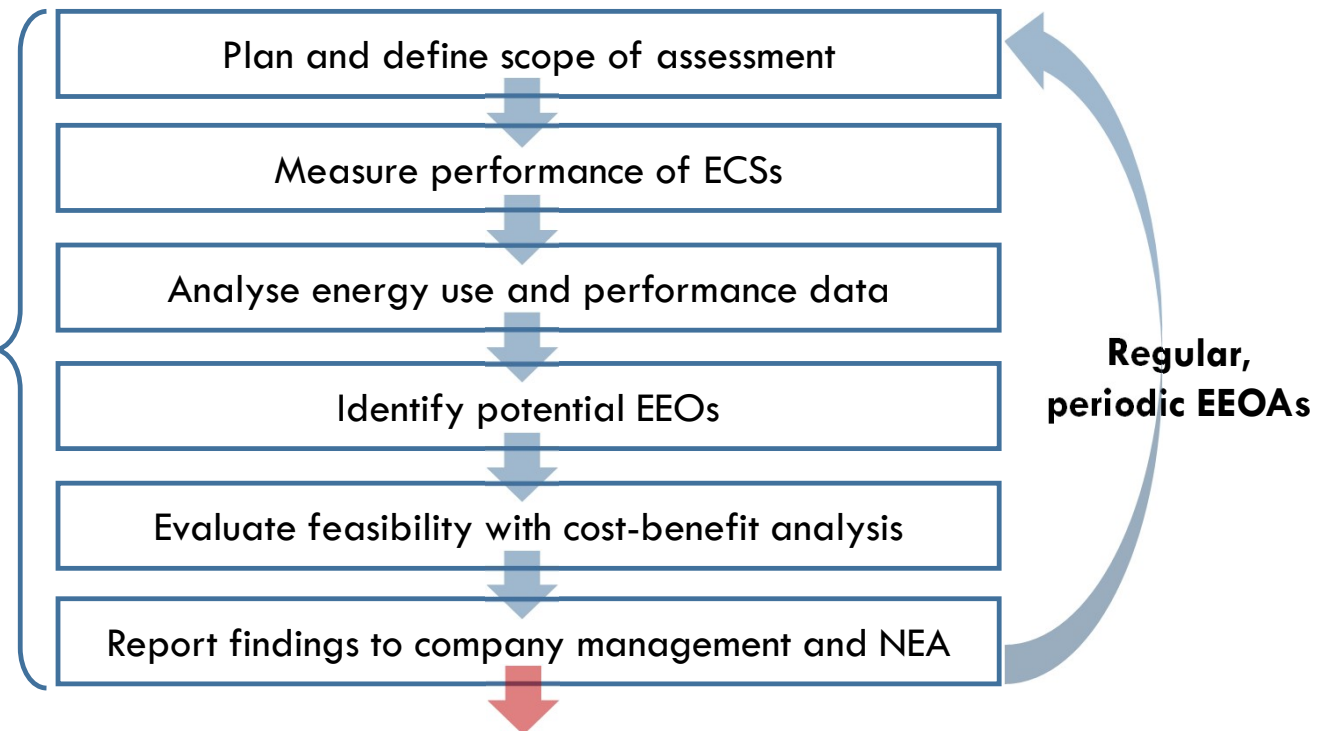 Plan and define scope of assessment
Measure performance of ECSs
Analyse energy use and performance data
Identify potential EEOs
Evaluate feasibility with cost-benefit analysis
Report findings to company management and NEA
Regular,
periodic EEOAs